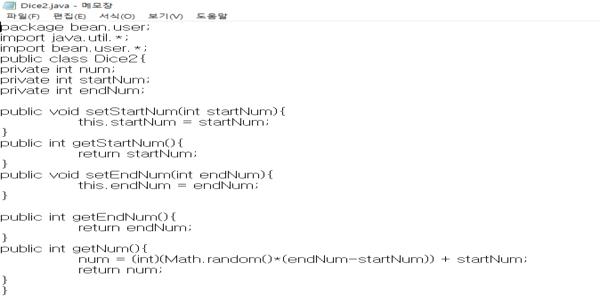 Dice2.java - 메모장
파일(F) 편집(E) 서식(O) 보기(V) 도움말
package bean.user;
import java.util.*;
import bean.user.*;
public class Dice2{
private int num;
private int startNum;
private int endNum;
public void setStartNum(int startNum){
this.startNum = startNum;
}
public int getStartNum(){
return startNum;
}
public void setEndNum(int endNum){
this.endNum = endNum;
}
public int getEndNum(){
return endNum;
}
public int getNum(){
num = (int)(Math.random()*(endNum-startNum)) + startNum;
return num;
}
}